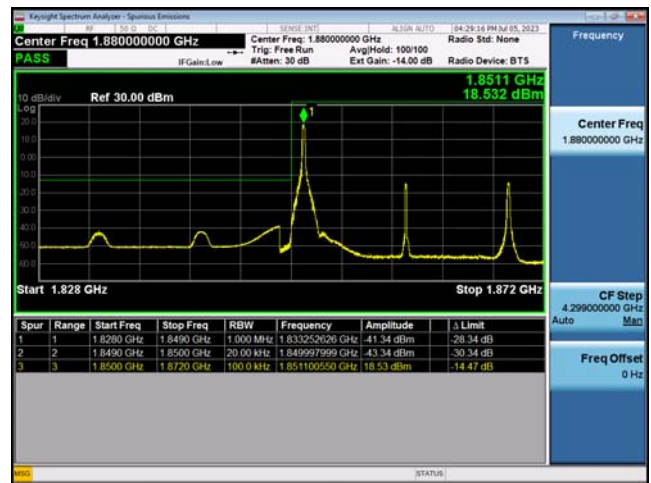 Keysight Spectrum Analyzer - Spurious Emissions
RF 50 Ω DC SENSE:INT ALIGN AUTO 04:29:16 PM Jul 05, 2023
Center Freq 1.880000000 GHz Center Freq: 1.880000000 GHz Radio Std: None Frequency
PASS Trig: Free Run Avg|Hold: 100/100
IFGain:Low #Atten: 30 dB Ext Gain: -14.00 dB Radio Device: BTS
1.8511 GHz
10 dB/div Ref 30.00 dBm 18.532 dBm
Log
20.0
10.0
0.00
10.0
20.0
30.0
40.0
50.0
60.0
1
Start 1.828 GHz Stop 1.872 GHz
Center Freq
1.880000000 GHz
CF Step
4.299000000 GHz
Auto Man
Freq Offset
0 Hz
Spur Range Start Freq Stop Freq RBW Frequency Amplitude Δ Limit
1 1 1.8280 GHz 1.8490 GHz 1.000 MHz 1.833252626 GHz -41.34 dBm -28.34 dB
2 2 1.8490 GHz 1.8500 GHz 20.00 kHz 1.849997999 GHz -43.34 dBm -30.34 dB
3 3 1.8500 GHz 1.8720 GHz 100.0 kHz 1.851100550 GHz 18.53 dBm -14.47 dB
MSG STATUS